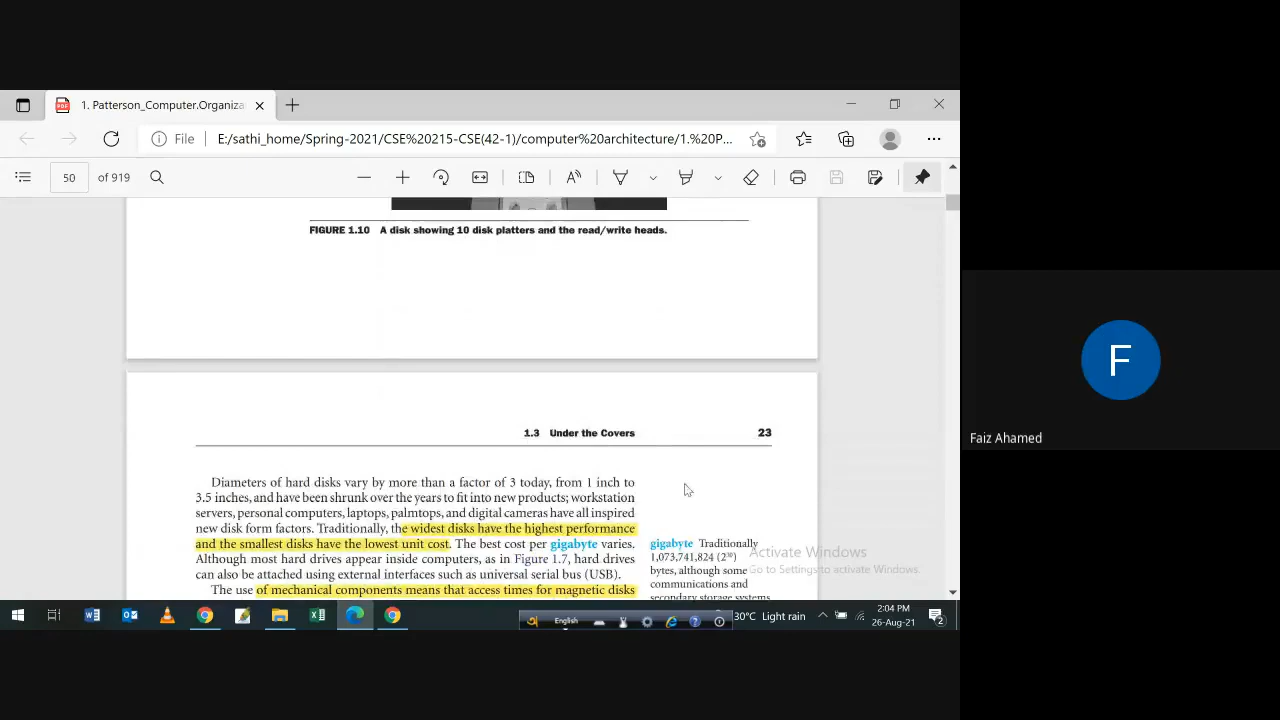 1. Patterson_Computer.Organiza
File
E:/sathi_home/Spring-2021/CSE%20215-CSE(42-1)/computer%20architecture/1.%20P...
50 of 919
FIGURE 1.10 A disk showing 10 disk platters and the read/write heads.
1.3 Under the Covers 23
Diameters of hard disks vary by more than a factor of 3 today, from 1 inch to
3.5 inches, and have been shrunk over the years to fit into new products; workstation
servers, personal computers, laptops, palmtops, and digital cameras have all inspired
new disk form factors. Traditionally, the widest disks have the highest performance
and the smallest disks have the lowest unit cost. The best cost per gigabyte varies.
Although most hard drives appear inside computers, as in Figure 1.7, hard drives
can also be attached using external interfaces such as universal serial bus (USB).
The use of mechanical components means that access times for magnetic disks
gigabyte Traditionally
1,073,741,824 (2³⁰)
bytes, although some
communications and
secondary storage systems
Activate Windows
Go to Settings to activate Windows.
F
Faiz Ahamed
English
30°C Light rain
2:04 PM
26-Aug-21
2